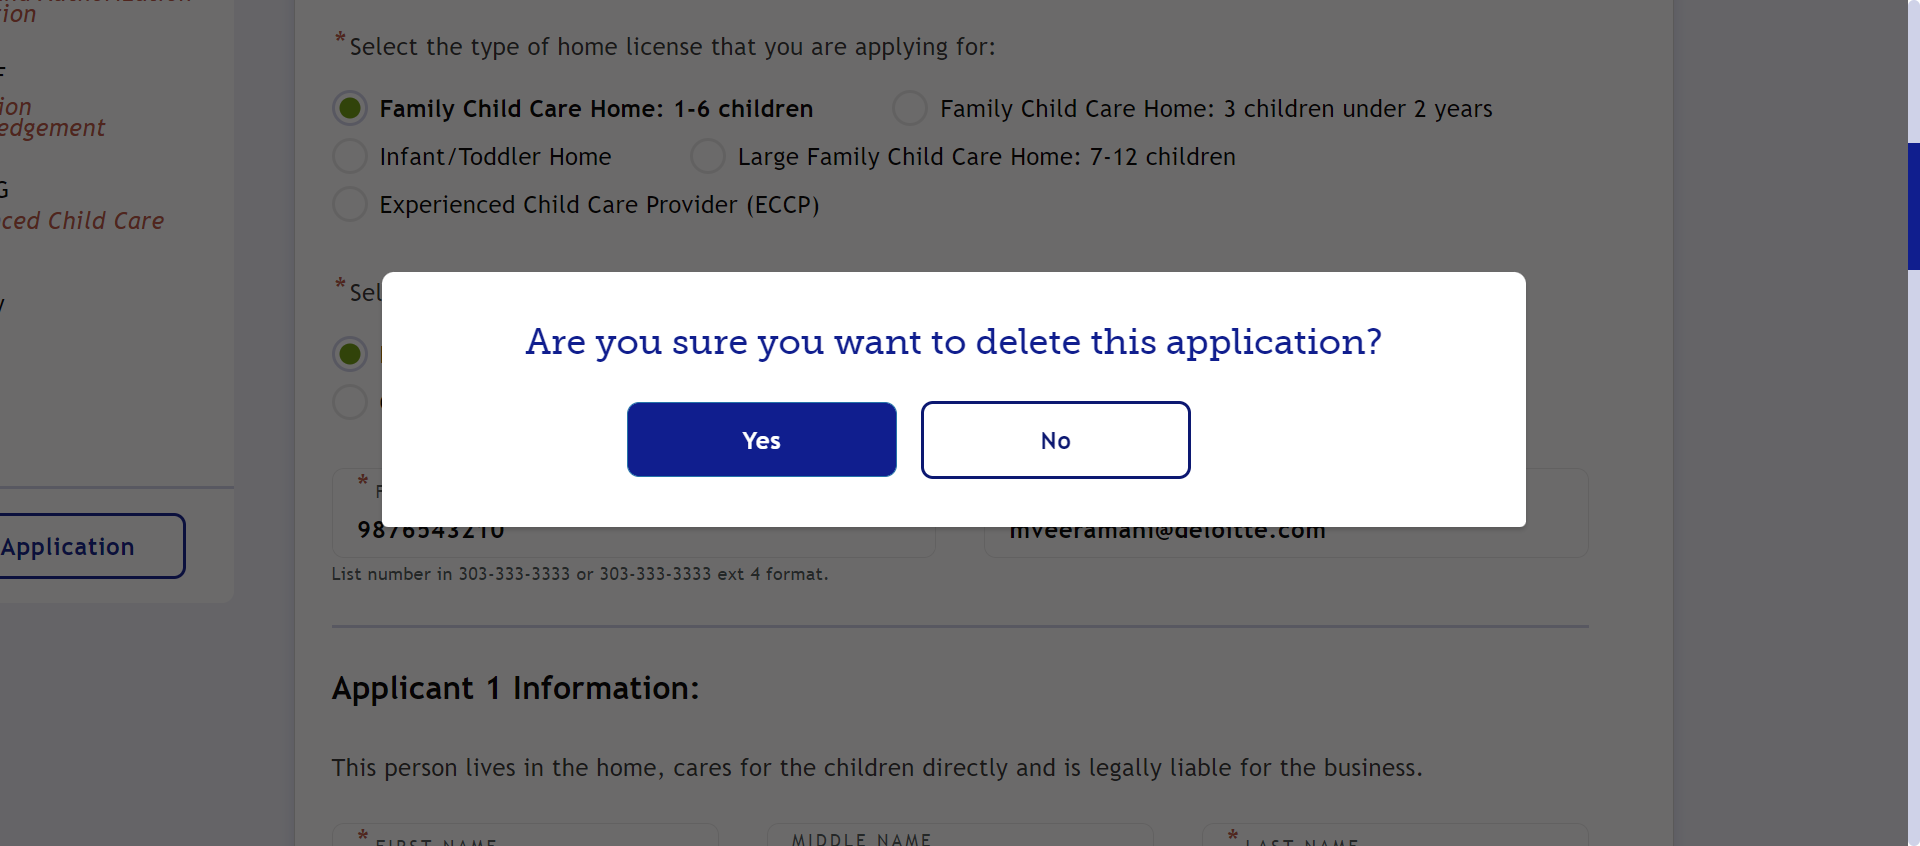 tion
ion
edgement
ced Child Care
Application
*Select the type of home license that you are applying for:
Family Child Care Home: 1-6 children
Family Child Care Home: 3 children under 2 years
Infant/Toddler Home
Large Family Child Care Home: 7-12 children
Experienced Child Care Provider (ECCP)
*Sel
Are you sure you want to delete this application?
Yes
No
* F
9876543210
mveeramani@deloitte.com
List number in 303-333-3333 or 303-333-3333 ext 4 format.
Applicant 1 Information:
This person lives in the home, cares for the children directly and is legally liable for the business.
* FIRST NAME
MIDDLE NAME
* LAST NAME